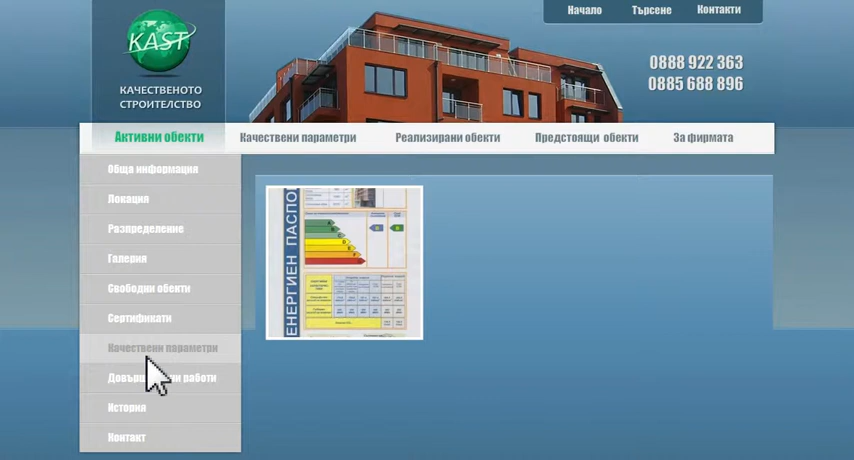 Начало Търсене Контакти
KAST
0888 922 363
0885 688 896
КАЧЕСТВЕНОТО
СТРОИТЕЛСТВО
Активни обекти Качествени параметри Реализирани обекти Предстоящи обекти За фирмата
Обща информация
Локация
Разпределение
Галерия
Свободни обекти
Сертификати
Качествени параметри
работи
История
Контакт
ЕНЕРГИЕН